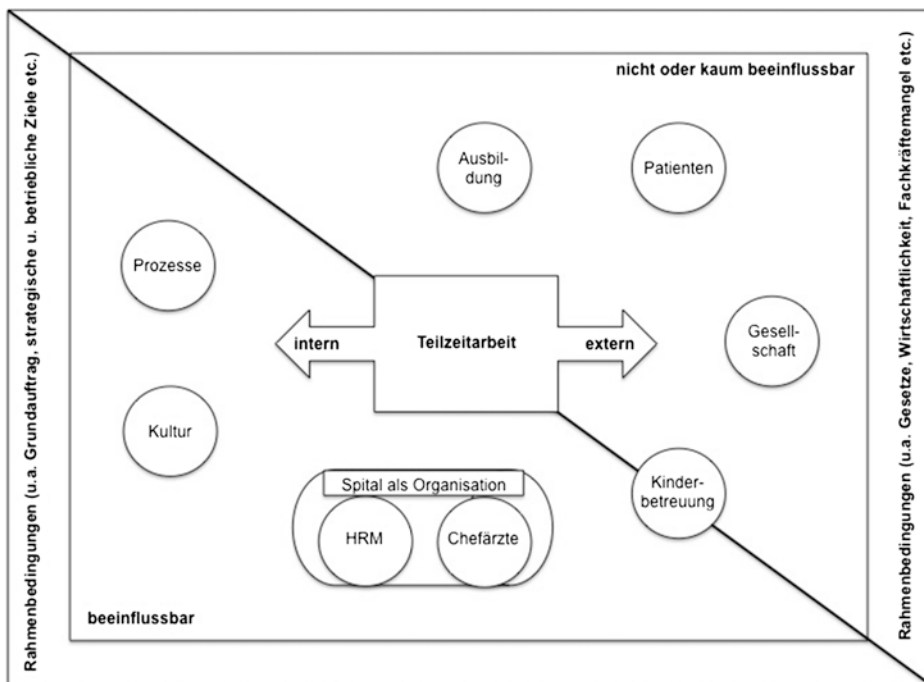 Rahmenbedingungen (u.a. Grundauftrag, strategische u. betriebliche Ziele etc.)
nicht oder kaum beeinflussbar
Ausbil-
dung
Patienten
Prozesse
intern
Teilzeitarbeit
extern
Gesell-
schaft
Kultur
Spital als Organisation
HRM
Chefärzte
Kinder-
betreuung
beeinflussbar
Rahmenbedingungen (u.a. Gesetze, Wirtschaftlichkeit, Fachkräftemangel etc.)